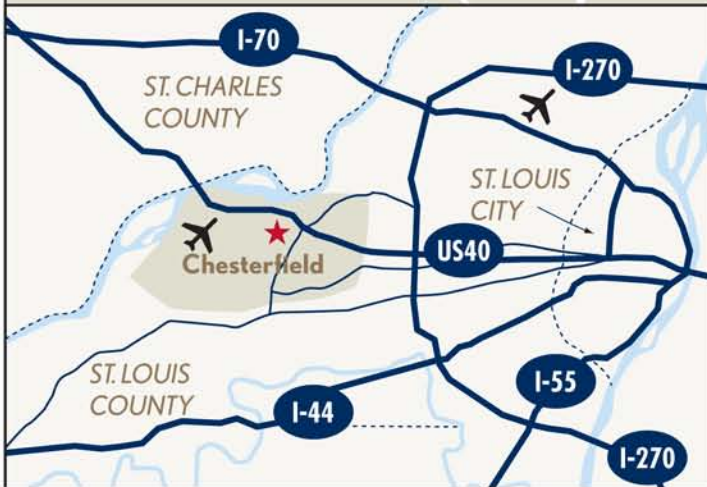 I-70
I-270
ST. CHARLES
COUNTY
ST. LOUIS
CITY
US40
Chesterfield
ST. LOUIS
COUNTY
I-55
I-44
I-270